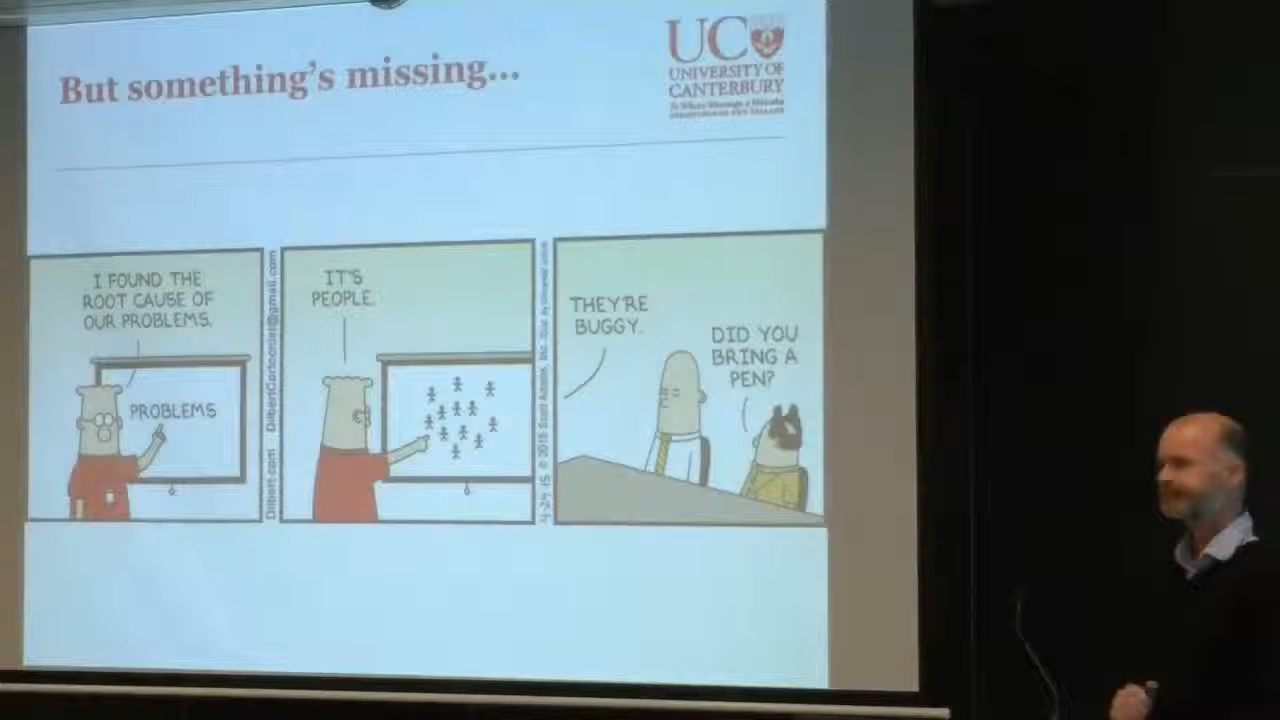 But something's missing...
UC
UNIVERSITY OF
CANTERBURY
I FOUND THE
ROOT CAUSE OF
OUR PROBLEMS.
PROBLEMS
Dilbert.com DilbertCartoonist@gmail.com
IT'S
PEOPLE.
THEY'RE
BUGGY.
DID YOU
BRING A
PEN?